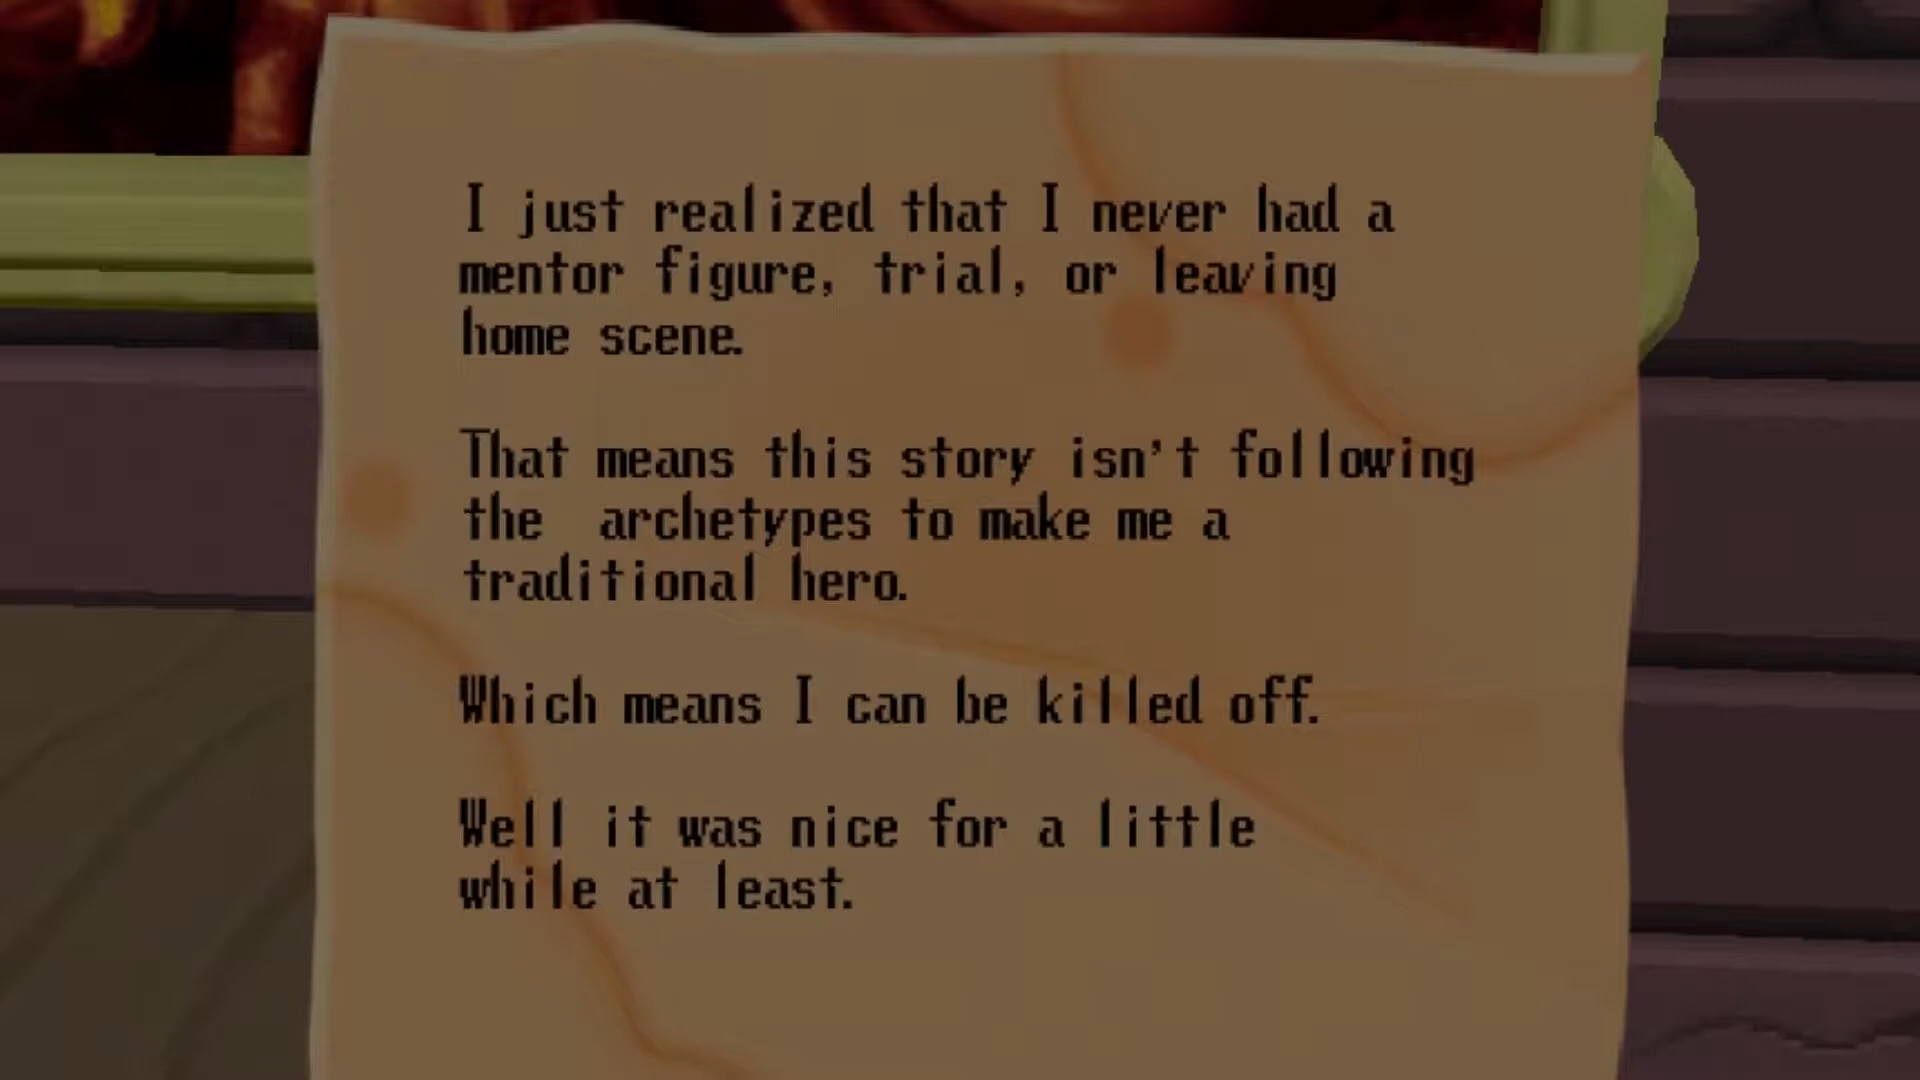 I just realized that I never had a
mentor figure, trial, or leaving
home scene.
That means this story isn't following
the  archetypes to make me a
traditional hero.
Which means I can be killed off.
Well it was nice for a little
while at least.